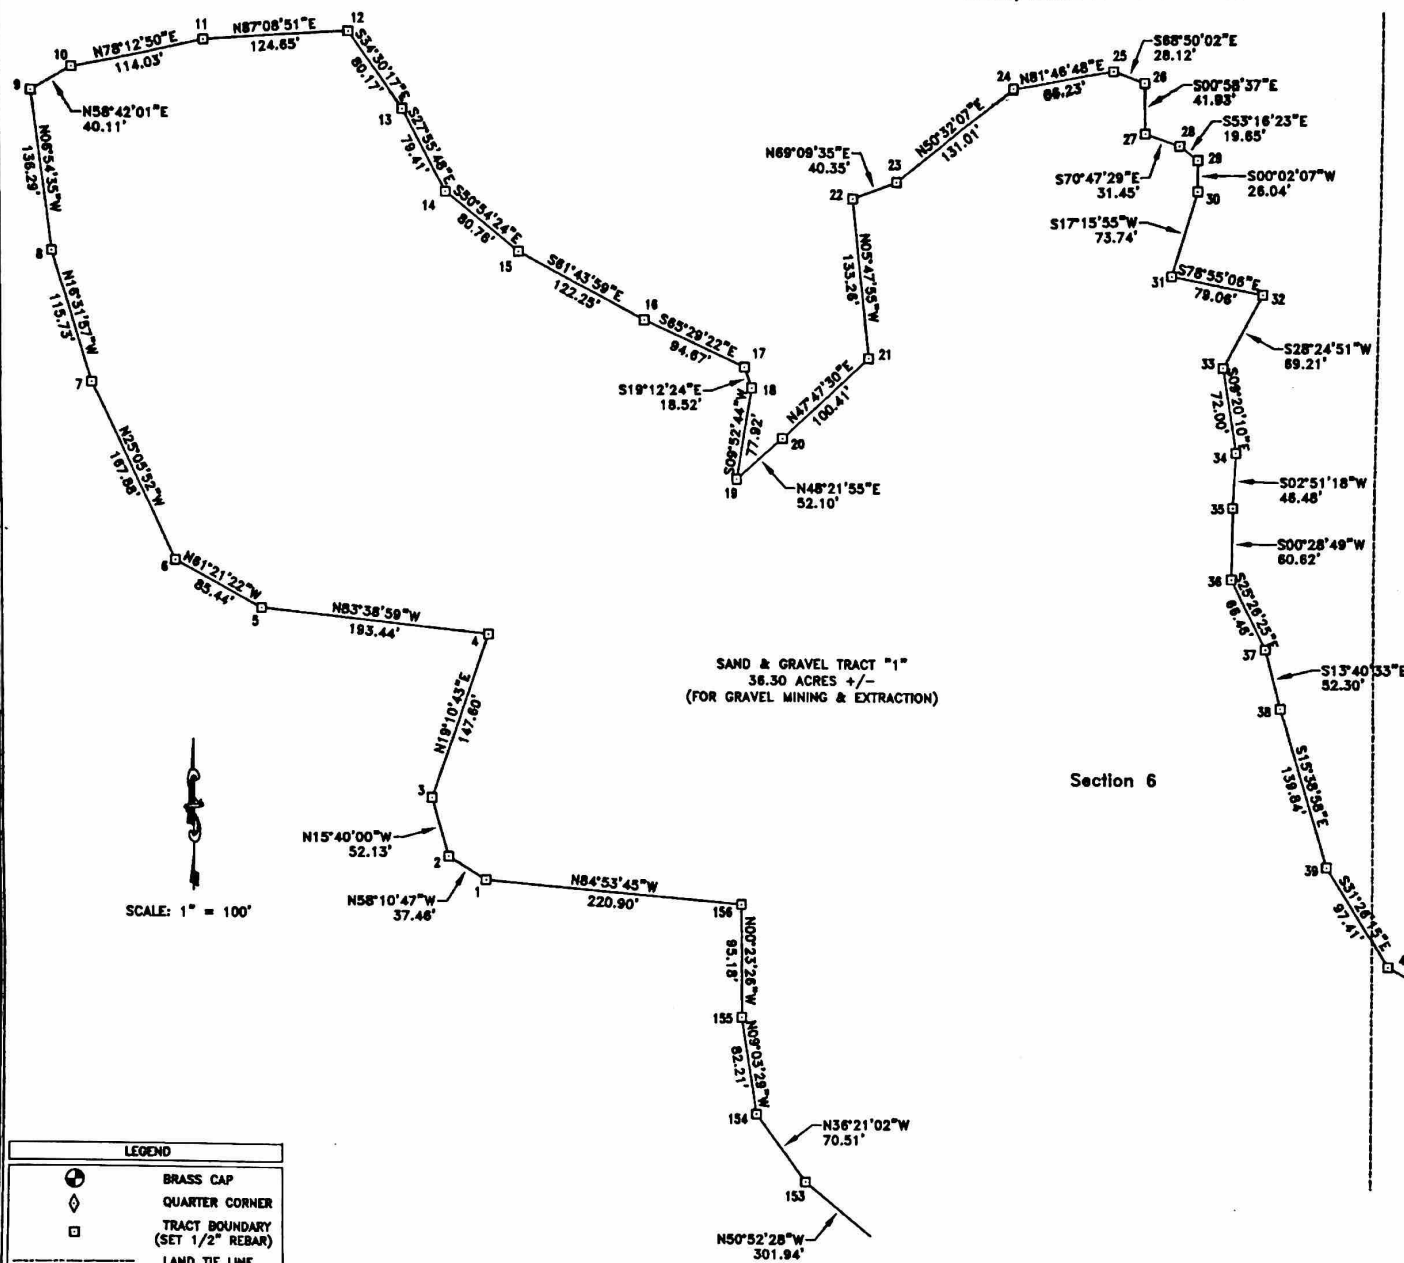 12
11
N87°08'51"E
124.65'
10
N78°12'50"E
114.03'
9
N58°42'01"E
40.11'
S34°30'17"E
80.17'
13
S27°55'48"E
79.41'
14
N06°54'35"W
136.29'
8
S50°54'24"E
80.76'
15
N16°31'57"W
115.73'
7
S61°43'59"E
122.25'
16
S65°29'22"E
94.67'
17
S19°12'24"E
18.52'
18
S09°52'44"W
77.92'
19
N48°21'55"E
52.10'
20
N47°47'30"E
100.41'
21
N05°47'55"W
133.26'
22
N69°09'35"E
40.35'
23
N50°32'07"E
131.01'
24
N81°46'48"E
66.23'
25
S68°50'02"E
28.12'
26
S00°58'37"E
41.93'
27
S70°47'29"E
31.45'
28
S53°16'23"E
19.65'
29
S00°02'07"W
26.04'
30
S17°15'55"W
73.74'
31
S78°55'06"E
79.06'
32
S28°24'51"W
69.21'
33
S09°20'10"E
72.00'
34
S02°51'18"W
46.48'
35
S00°28'49"W
60.62'
36
S25°26'25"E
66.46'
37
S13°40'33"E
52.30'
38
S15°38'58"E
139.84'
39
S31°26'15"E
97.41'
N25°05'52"W
167.88'
6
N61°21'22"W
85.44'
5
N83°38'59"W
193.44'
4
N19°10'43"E
147.60'
3
N15°40'00"W
52.13'
2
N58°10'47"W
37.46'
1
N84°53'45"W
220.90'
156
N00°23'26"W
95.18'
155
N09°03'29"W
82.21'
154
N36°21'02"W
70.51'
153
N50°52'28"W
301.94'
SAND & GRAVEL TRACT "1"
36.30 ACRES +/-
(FOR GRAVEL MINING & EXTRACTION)
Section 6
SCALE: 1" = 100'
LEGEND
BRASS CAP
QUARTER CORNER
TRACT BOUNDARY
(SET 1/2" REBAR)
LAND TIE LINE